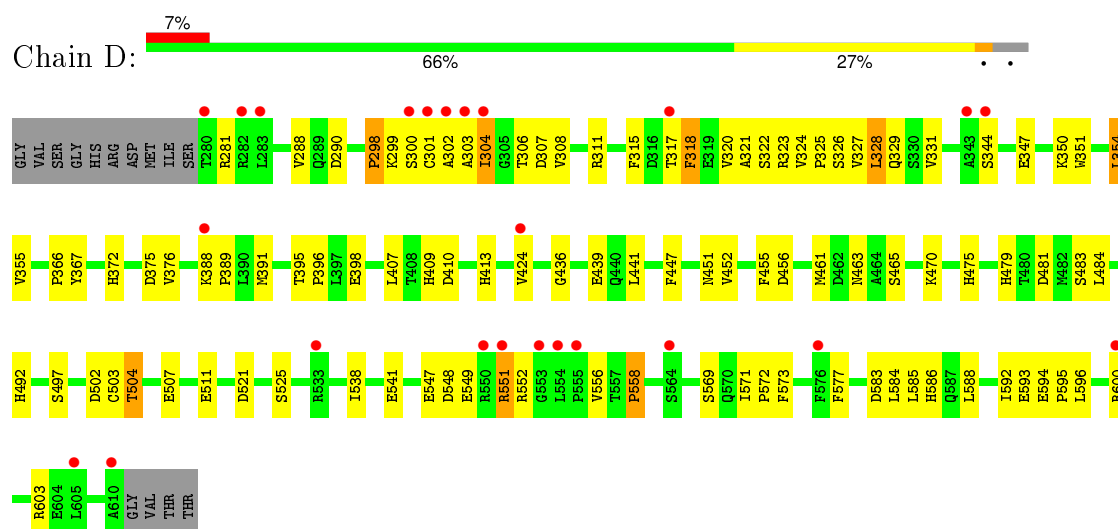 7%
Chain D:
66% 27% • •
GLY VAL SER GLY HIS ARG ASP MET ILE SER T280 R281 R282 L283 V288 Q289 D290 P298 K299 S300 C301 A302 A303 I304 G305 T306 D307 V308 R311 F315 D316 T317 F318 E319 V320 A321 S322 R323 V324 P325 S326 V327 L328 Q329 S330 V331 A343 S344 E347 K350 W351 L354
V355 P366 Y367 H372 D375 V376 K388 P389 L390 M391 T395 P396 L397 E398 L407 T408 H409 D410 H413 V424 G436 E439 Q440 L441 F447 N451 V452 F455 D456 M461 D462 N463 A464 S465 K470 H475 H479 T480 D481 M482 S483 L484
H492 S497 D502 C503 T504 E507 E511 D521 S525 R533 I538 E541 E547 D548 E549 R550 R551 R552 G553 L554 P555 V556 T557 P558 S564 S569 Q570 I571 P572 F573 F576 F577 D583 L584 L585 H586 Q587 L588 I592 E593 E594 P595 L596 R600
R603 E604 L605 A610 GLY VAL THR THR